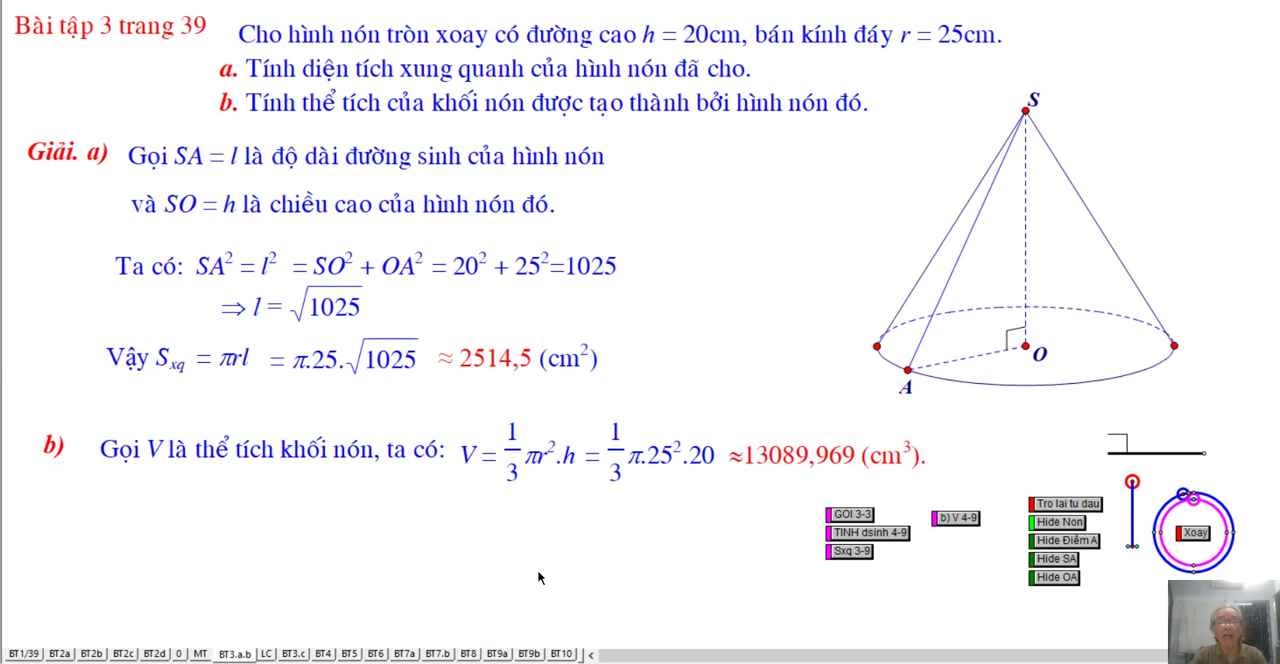 Bài tập 3 trang 39
Cho hình nón tròn xoay có đường cao h = 20cm, bán kính đáy r = 25cm.
a. Tính diện tích xung quanh của hình nón đã cho.
b. Tính thể tích của khối nón được tạo thành bởi hình nón đó.
Giải. a) Gọi SA = l là độ dài đường sinh của hình nón
và SO = h là chiều cao của hình nón đó.
Ta có: SA² = l² = SO² + OA² = 20² + 25²=1025
⇒ l = √1025
Vậy Sxq = πrl = π.25.√1025 ≈ 2514,5 (cm²)
b) Gọi V là thể tích khối nón, ta có: V = 1/3 πr².h = 1/3 π.25².20 ≈13089,969 (cm³).
S
O
A
GOI 3-3
TINH dsinh 4-9
Sxq 3-9
b) V 4-9
Tro lai tu dau
Hide Non
Hide Điểm A
Hide SA
Hide OA
Xoay
BT1/39 BT2a BT2b BT2c BT2d 0 MT BT3.a.b LC BT3.c BT4 BT5 BT6 BT7a BT7.b BT8 BT9a BT9b BT10 <